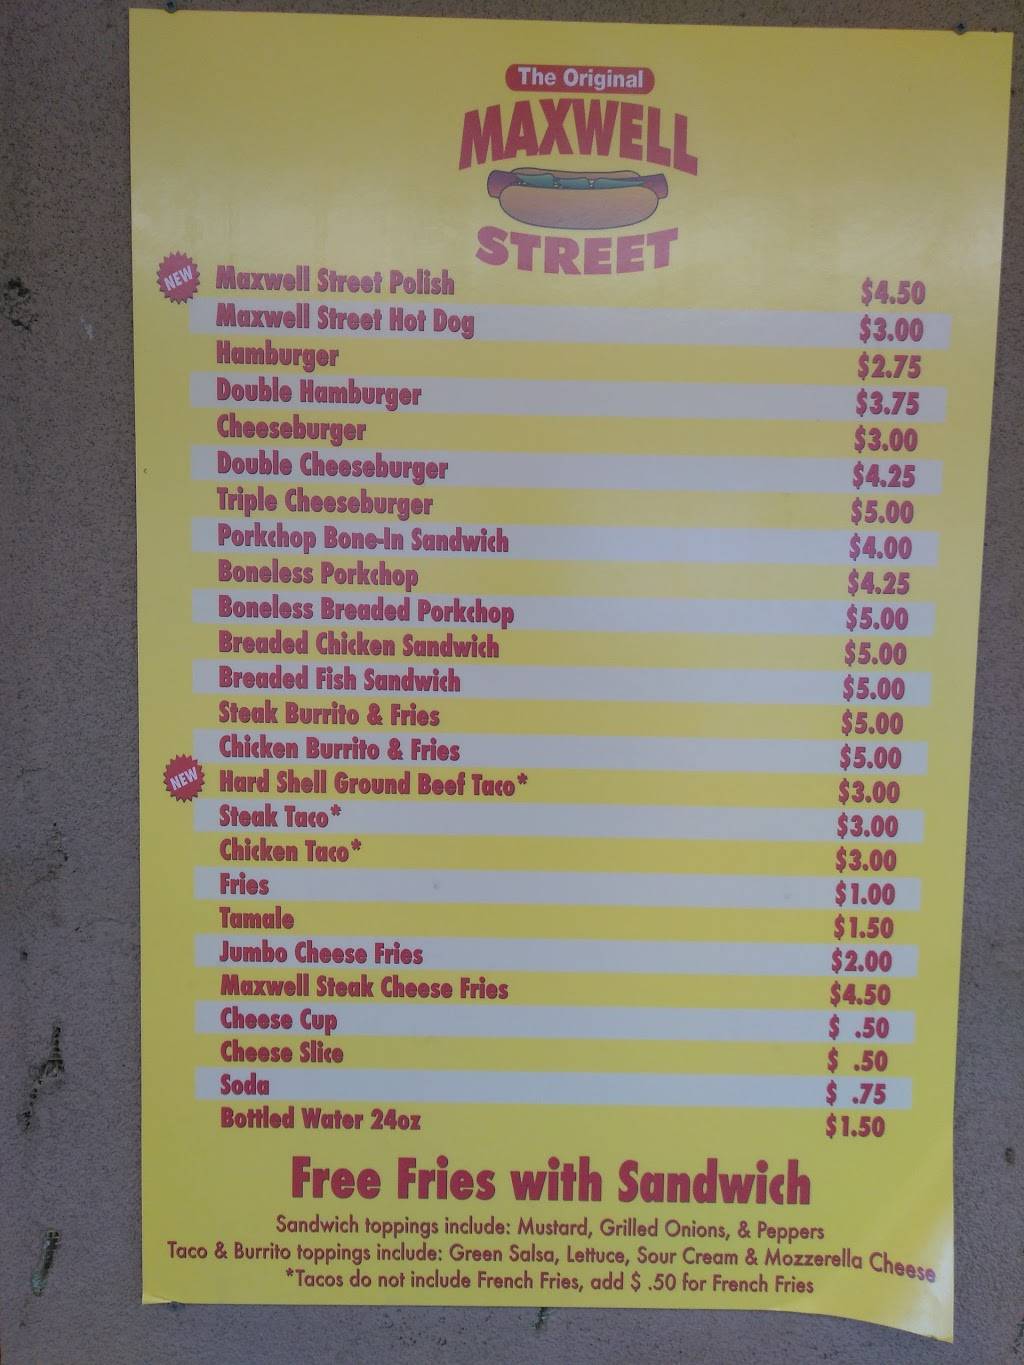 The Original
MAXWELL
STREET
NEW Maxwell Street Polish $4.50
Maxwell Street Hot Dog $3.00
Hamburger $2.75
Double Hamburger $3.75
Cheeseburger $3.00
Double Cheeseburger $4.25
Triple Cheeseburger $5.00
Porkchop Bone-In Sandwich $4.00
Boneless Porkchop $4.25
Boneless Breaded Porkchop $5.00
Breaded Chicken Sandwich $5.00
Breaded Fish Sandwich $5.00
Steak Burrito & Fries $5.00
Chicken Burrito & Fries $5.00
NEW Hard Shell Ground Beef Taco* $3.00
Steak Taco* $3.00
Chicken Taco* $3.00
Fries $1.00
Tamale $1.50
Jumbo Cheese Fries $2.00
Maxwell Steak Cheese Fries $4.50
Cheese Cup $ .50
Cheese Slice $ .50
Soda $ .75
Bottled Water 24oz $1.50
Free Fries with Sandwich
Sandwich toppings include: Mustard, Grilled Onions, & Peppers
Taco & Burrito toppings include: Green Salsa, Lettuce, Sour Cream & Mozzerella Cheese
*Tacos do not include French Fries, add $ .50 for French Fries